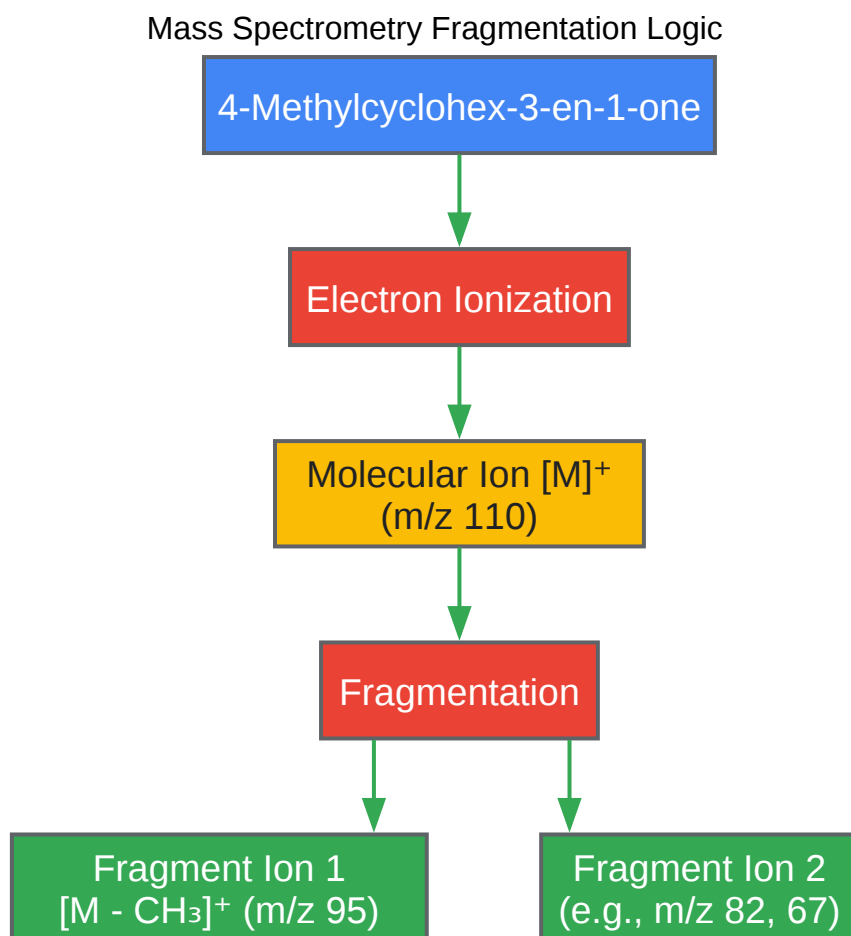 Mass Spectrometry Fragmentation Logic
4-Methylcyclohex-3-en-1-one
Electron Ionization
Molecular Ion [M]⁺
(m/z 110)
Fragmentation
Fragment Ion 1
[M - CH₃]⁺ (m/z 95)
Fragment Ion 2
(e.g., m/z 82, 67)